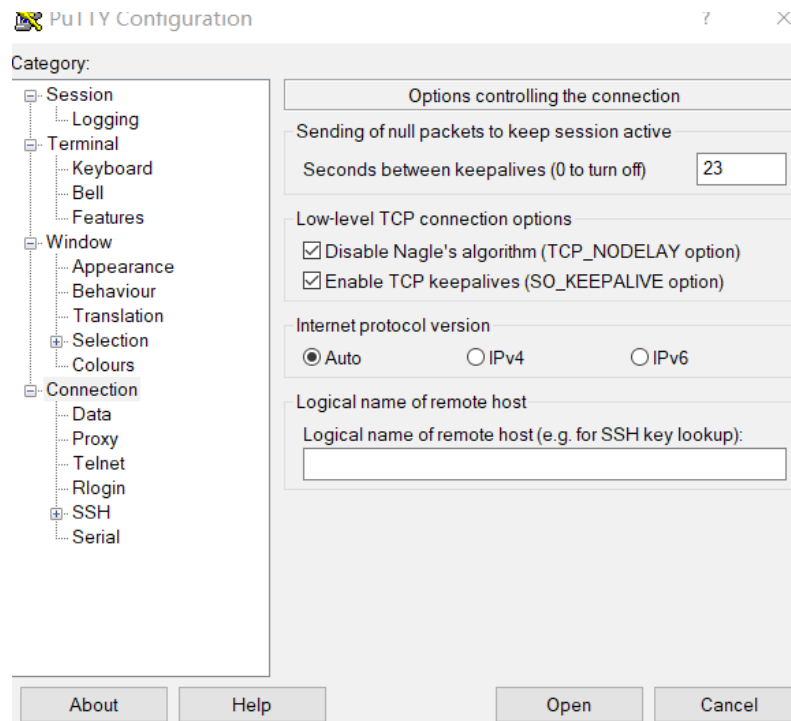 PuTTY Configuration
Category:
Session
Logging
Terminal
Keyboard
Bell
Features
Window
Appearance
Behaviour
Translation
Selection
Colours
Connection
Data
Proxy
Telnet
Rlogin
SSH
Serial
Options controlling the connection
Sending of null packets to keep session active
Seconds between keepalives (0 to turn off) 23
Low-level TCP connection options
Disable Nagle's algorithm (TCP_NODELAY option)
Enable TCP keepalives (SO_KEEPALIVE option)
Internet protocol version
Auto IPv4 IPv6
Logical name of remote host
Logical name of remote host (e.g. for SSH key lookup):
About Help Open Cancel